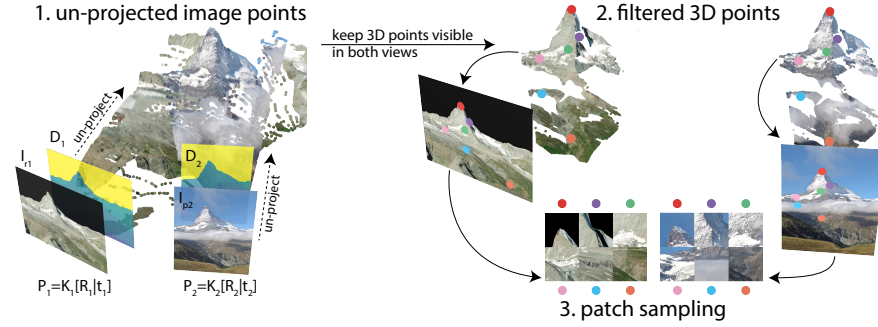 1. un-projected image points
keep 3D points visible
in both views
2. filtered 3D points
un-project
D1
Ir1
D2
Ip2
un-project
P1=K1[R1|t1]
P2=K2[R2|t2]
3. patch sampling